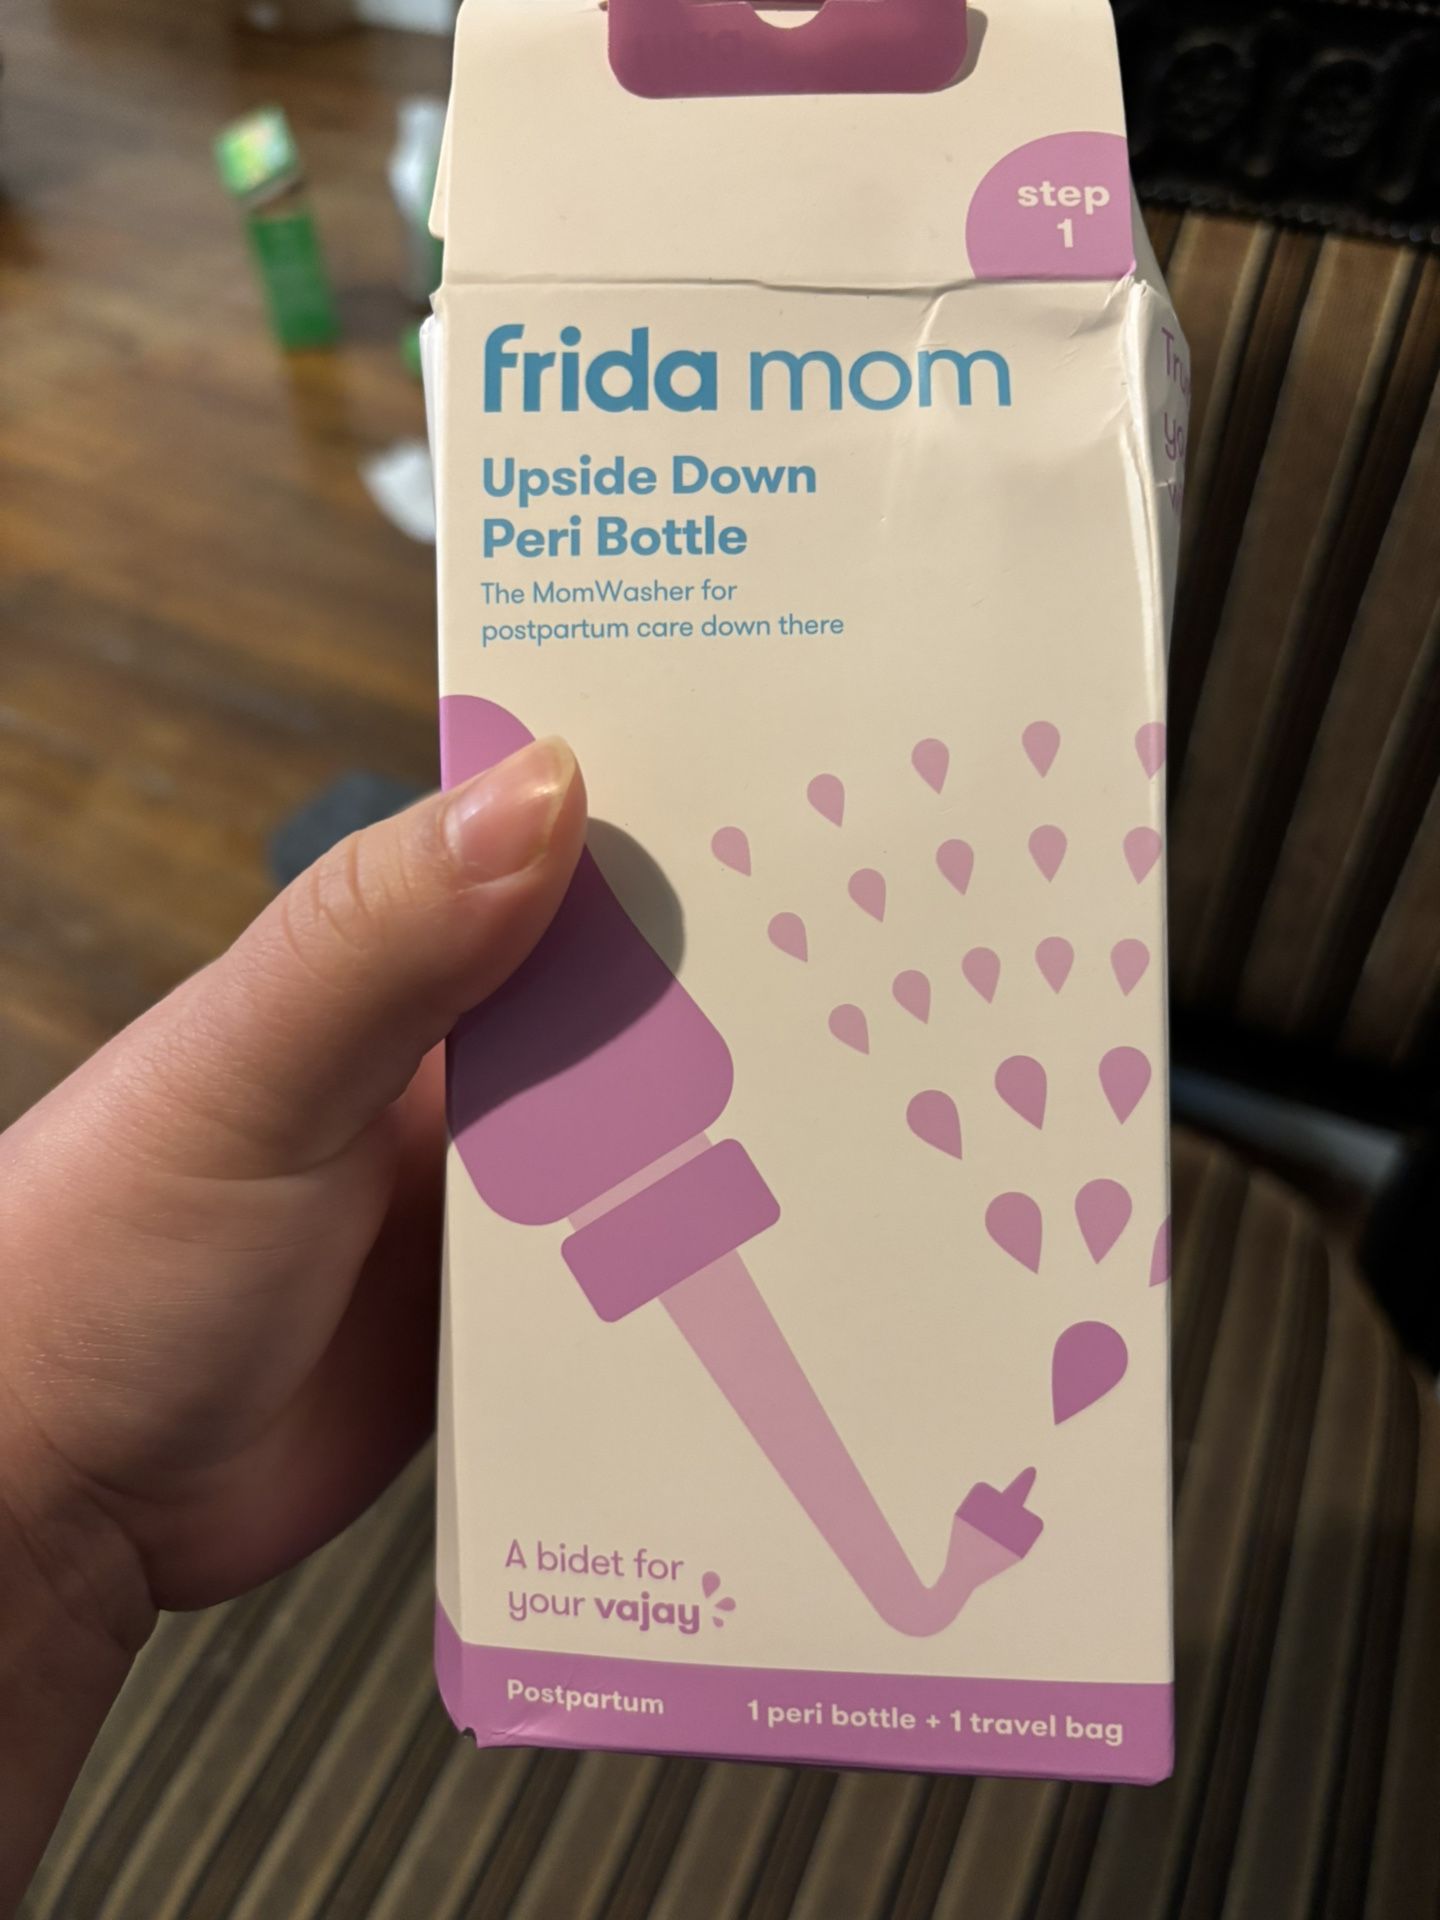 step
1
frida mom
Upside Down
Peri Bottle
The MomWasher for
postpartum care down there
A bidet for
your vajay
Postpartum
1 peri bottle + 1 travel bag